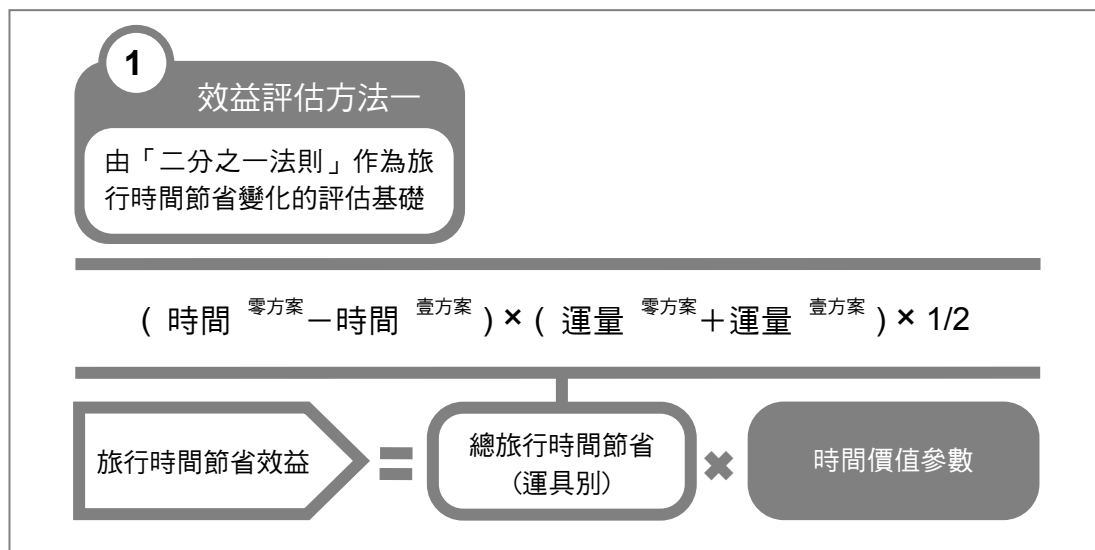 1
效益評估方法一
由「二分之一法則」作為旅
行時間節省變化的評估基礎
( 時間 零方案－時間 壹方案 ) × ( 運量 零方案＋運量 壹方案 ) × 1/2
旅行時間節省效益 = 總旅行時間節省 × 時間價值參數
(運具別)